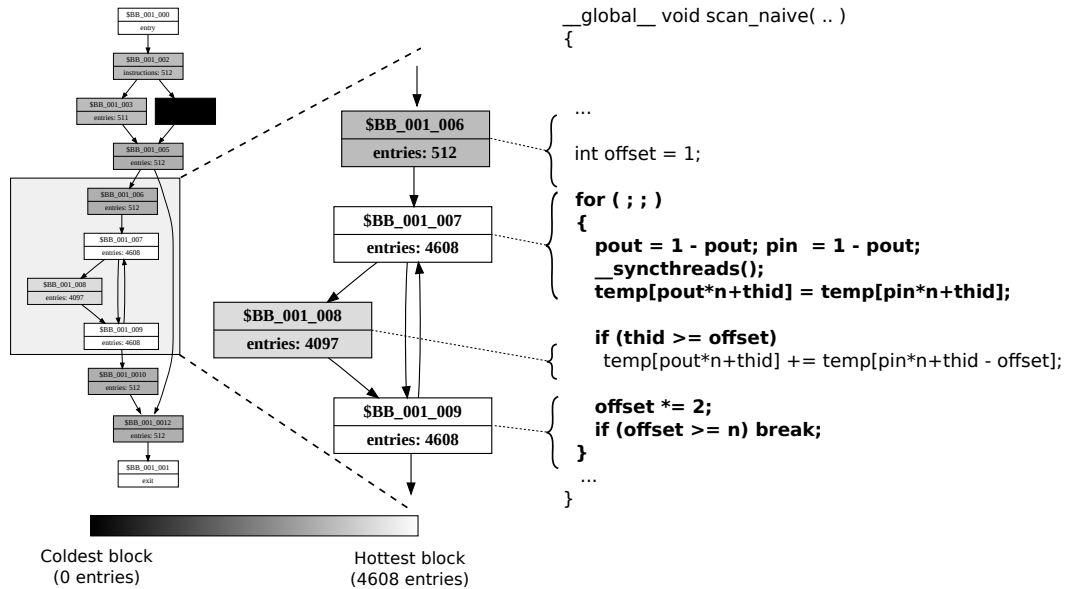 $BB_001_000
entry
$BB_001_002
instructions: 512
$BB_001_003
entries: 511
$BB_001_005
entries: 512
$BB_001_006
entries: 512
$BB_001_007
entries: 4608
$BB_001_008
entries: 4097
$BB_001_009
entries: 4608
$BB_001_0010
entries: 512
$BB_001_0012
entries: 512
$BB_001_001
exit
Coldest block
(0 entries)
Hottest block
(4608 entries)
$BB_001_006
entries: 512
$BB_001_007
entries: 4608
$BB_001_008
entries: 4097
$BB_001_009
entries: 4608
__global__ void scan_naive( .. )
{
...
int offset = 1;
for ( ; ; )
{
pout = 1 - pout; pin  = 1 - pout;
__syncthreads();
temp[pout*n+thid] = temp[pin*n+thid];
if (thid >= offset)
temp[pout*n+thid] += temp[pin*n+thid - offset];
offset *= 2;
if (offset >= n) break;
}
...
}